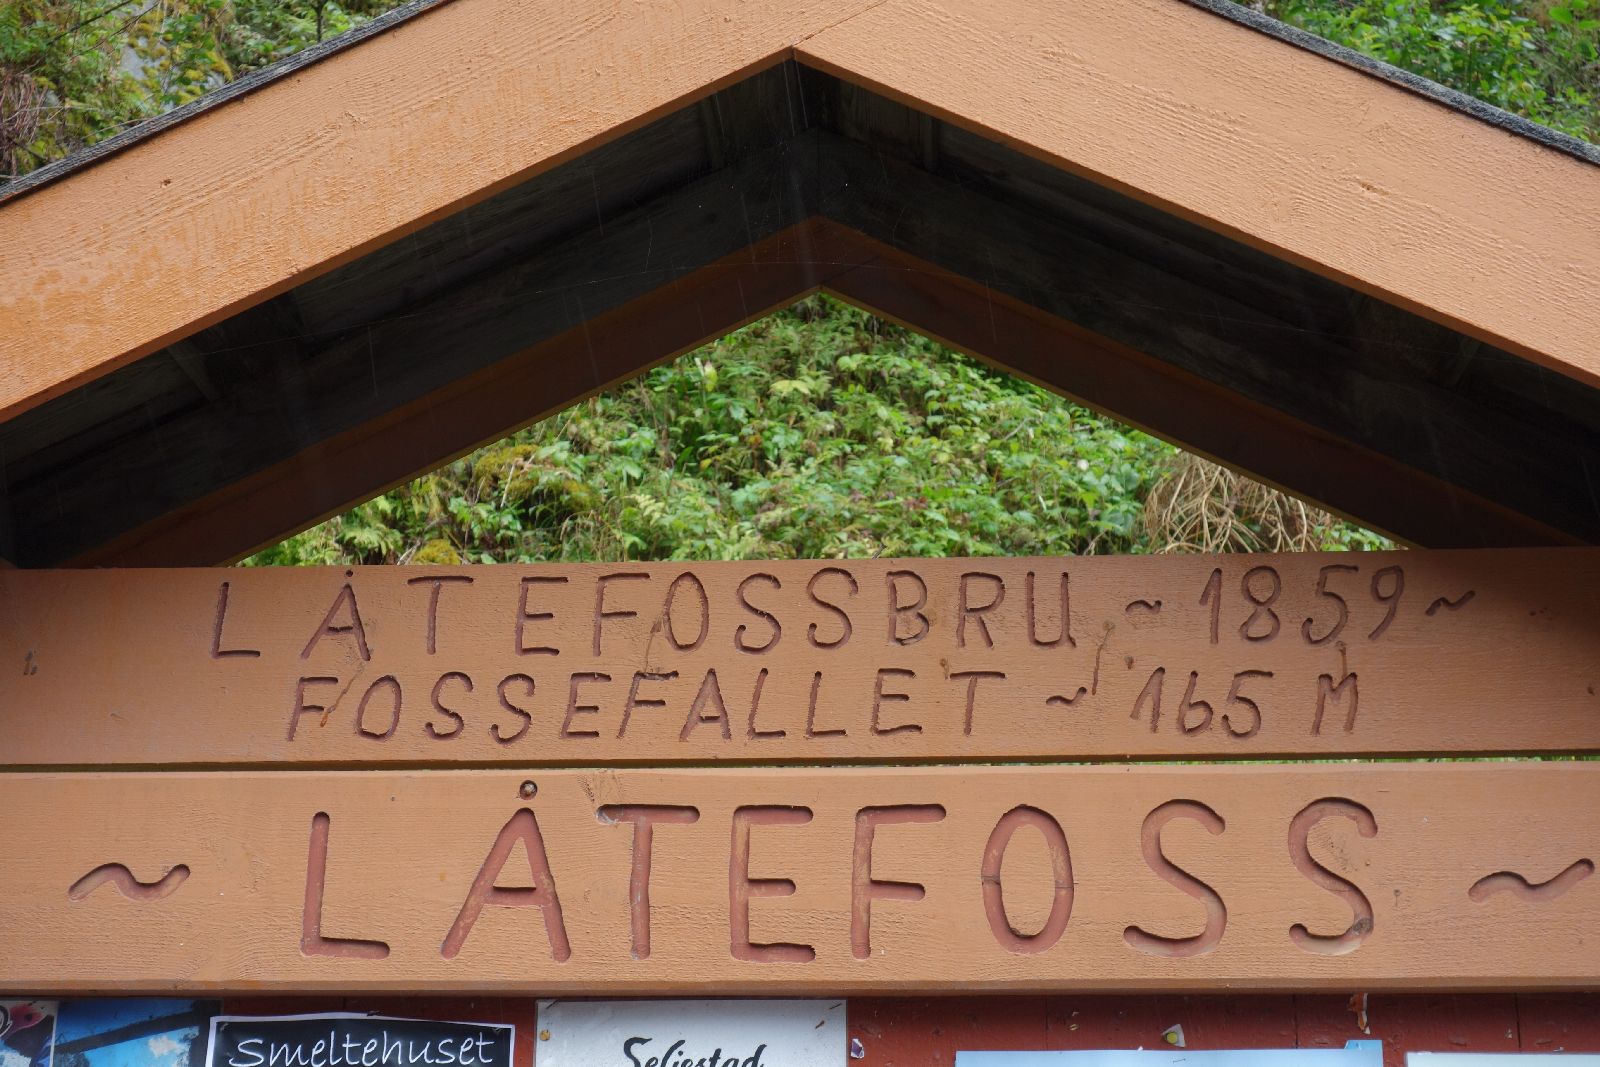 LÅTEFOSSBRU ~ 1859 ~
FOSSEFALLET ~ 165 M
~ LÅTEFOSS ~
Smeltehuset
Seljestad